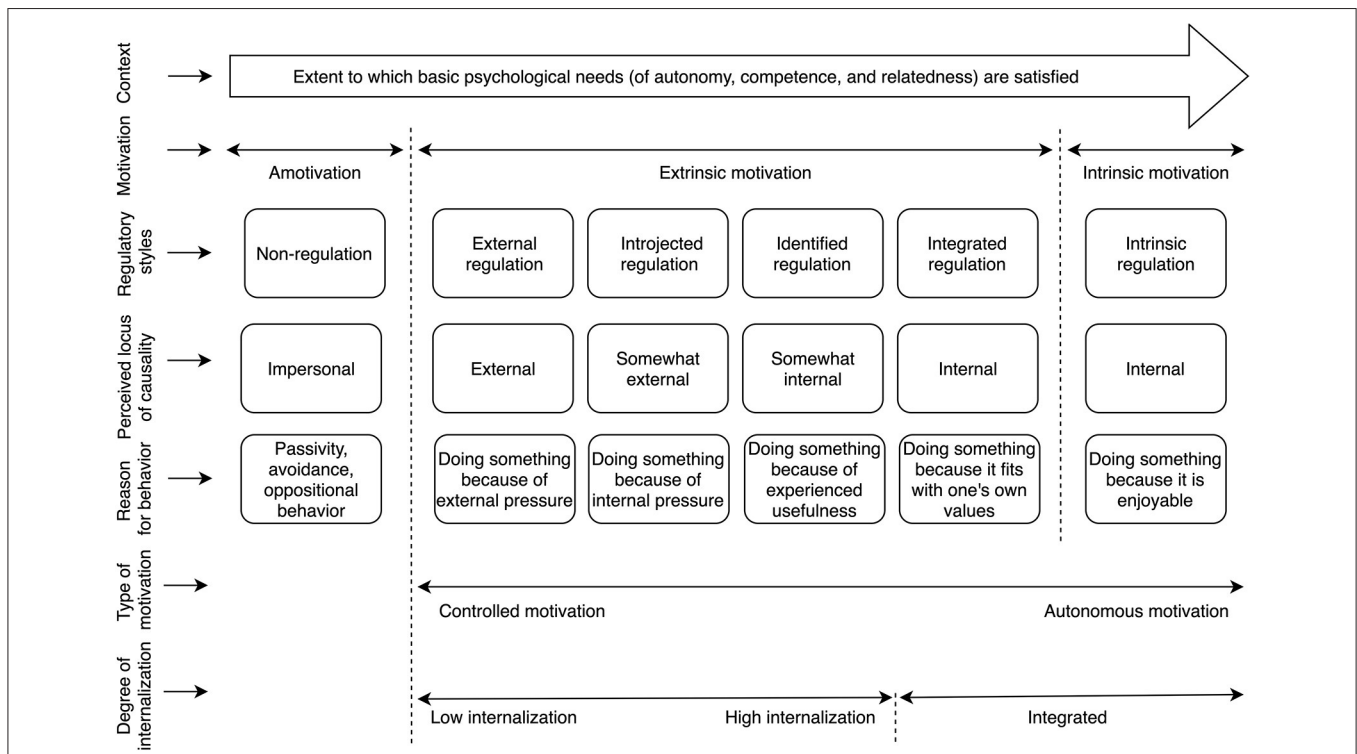 Context
Extent to which basic psychological needs (of autonomy, competence, and relatedness) are satisfied
Motivation
Amotivation
Extrinsic motivation
Intrinsic motivation
Regulatory
styles
Non-regulation
External
regulation
Introjected
regulation
Identified
regulation
Integrated
regulation
Intrinsic
regulation
Perceived locus
of causality
Impersonal
External
Somewhat
external
Somewhat
internal
Internal
Internal
Reason
for behavior
Passivity,
avoidance,
oppositional
behavior
Doing something
because of
external pressure
Doing something
because of
internal pressure
Doing something
because of
experienced
usefulness
Doing something
because it fits
with one's own
values
Doing something
because it is
enjoyable
Type of
motivation
Controlled motivation
Autonomous motivation
Degree of
internalization
Low internalization
High internalization
Integrated